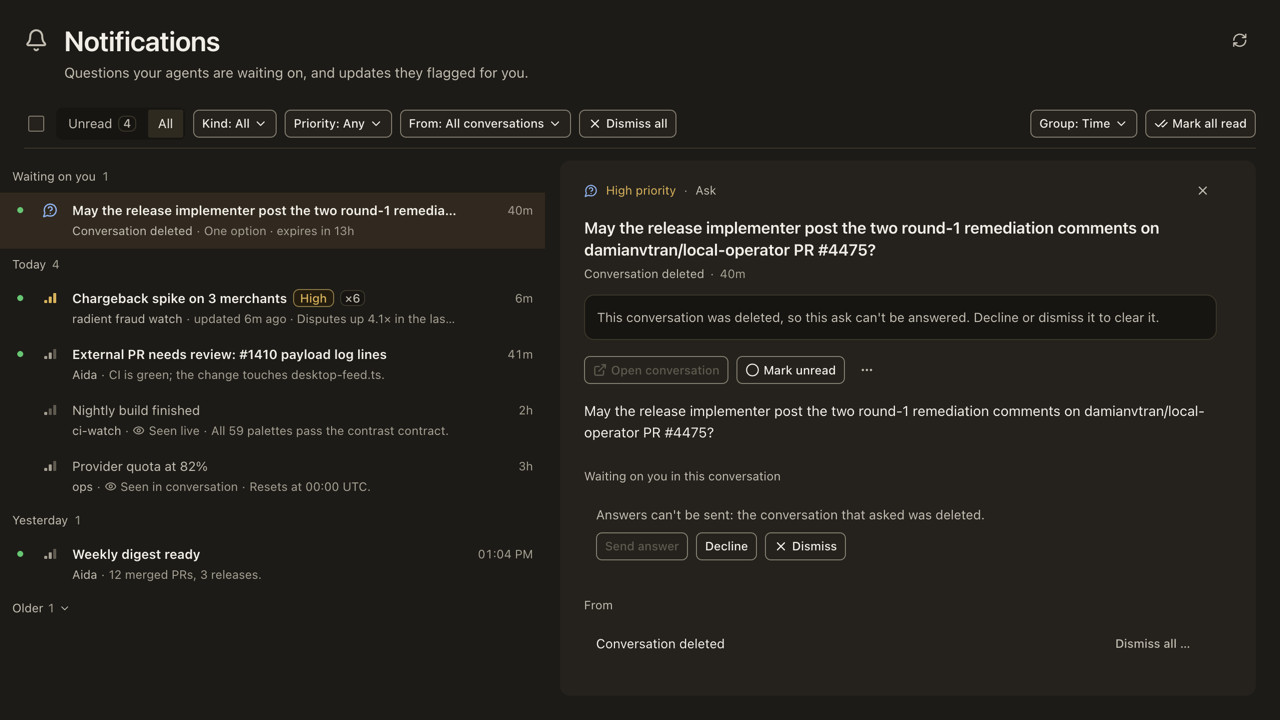 Notifications
Questions your agents are waiting on, and updates they flagged for you.
Unread 4 All Kind: All Priority: Any From: All conversations Dismiss all Group: Time Mark all read
Waiting on you 1
May the release implementer post the two round-1 remedia... 40m
Conversation deleted · One option · expires in 13h
Today 4
Chargeback spike on 3 merchants High ×6 6m
radient fraud watch · updated 6m ago · Disputes up 4.1× in the las...
External PR needs review: #1410 payload log lines 41m
Aida · CI is green; the change touches desktop-feed.ts.
Nightly build finished 2h
ci-watch · Seen live · All 59 palettes pass the contrast contract.
Provider quota at 82% 3h
ops · Seen in conversation · Resets at 00:00 UTC.
Yesterday 1
Weekly digest ready 01:04 PM
Aida · 12 merged PRs, 3 releases.
Older 1
High priority · Ask
May the release implementer post the two round-1 remediation comments on
damianvtran/local-operator PR #4475?
Conversation deleted · 40m
This conversation was deleted, so this ask can't be answered. Decline or dismiss it to clear it.
Open conversation Mark unread ...
May the release implementer post the two round-1 remediation comments on damianvtran/local-
operator PR #4475?
Waiting on you in this conversation
Answers can't be sent: the conversation that asked was deleted.
Send answer Decline Dismiss
From
Conversation deleted Dismiss all ...